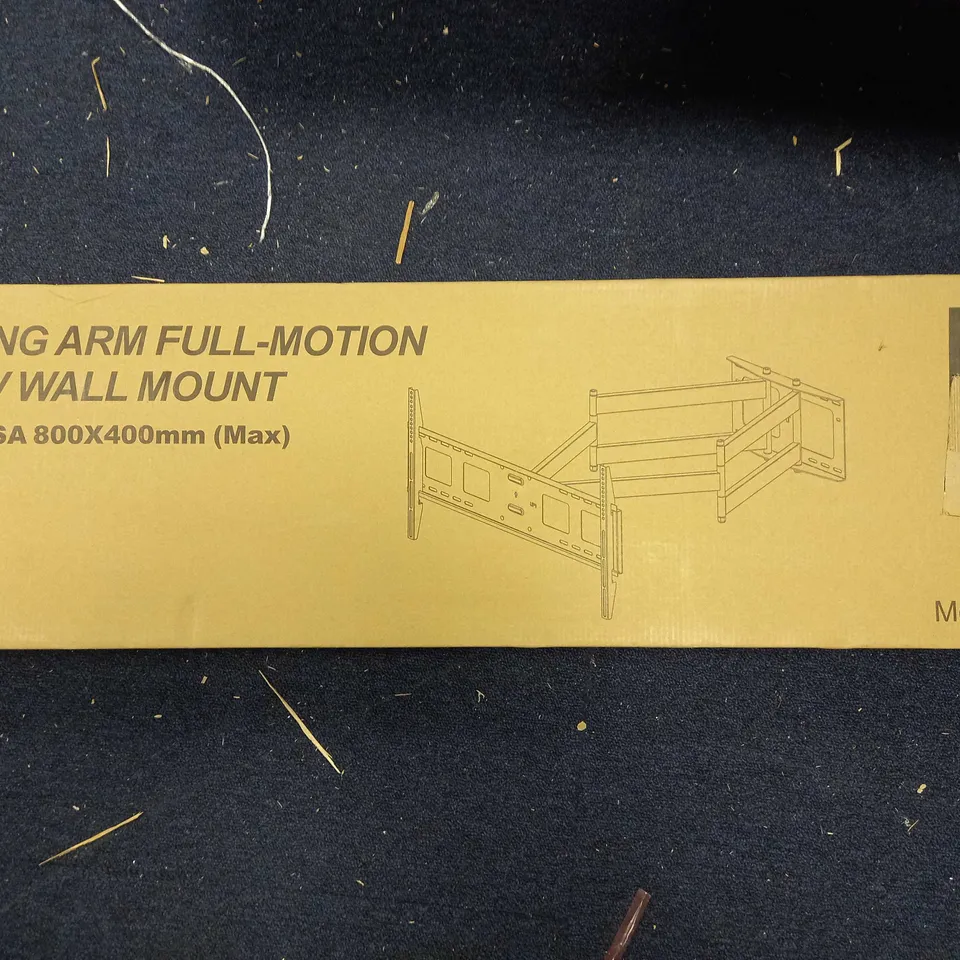 NG ARM FULL-MOTION
WALL MOUNT
SA 800X400mm (Max)
M